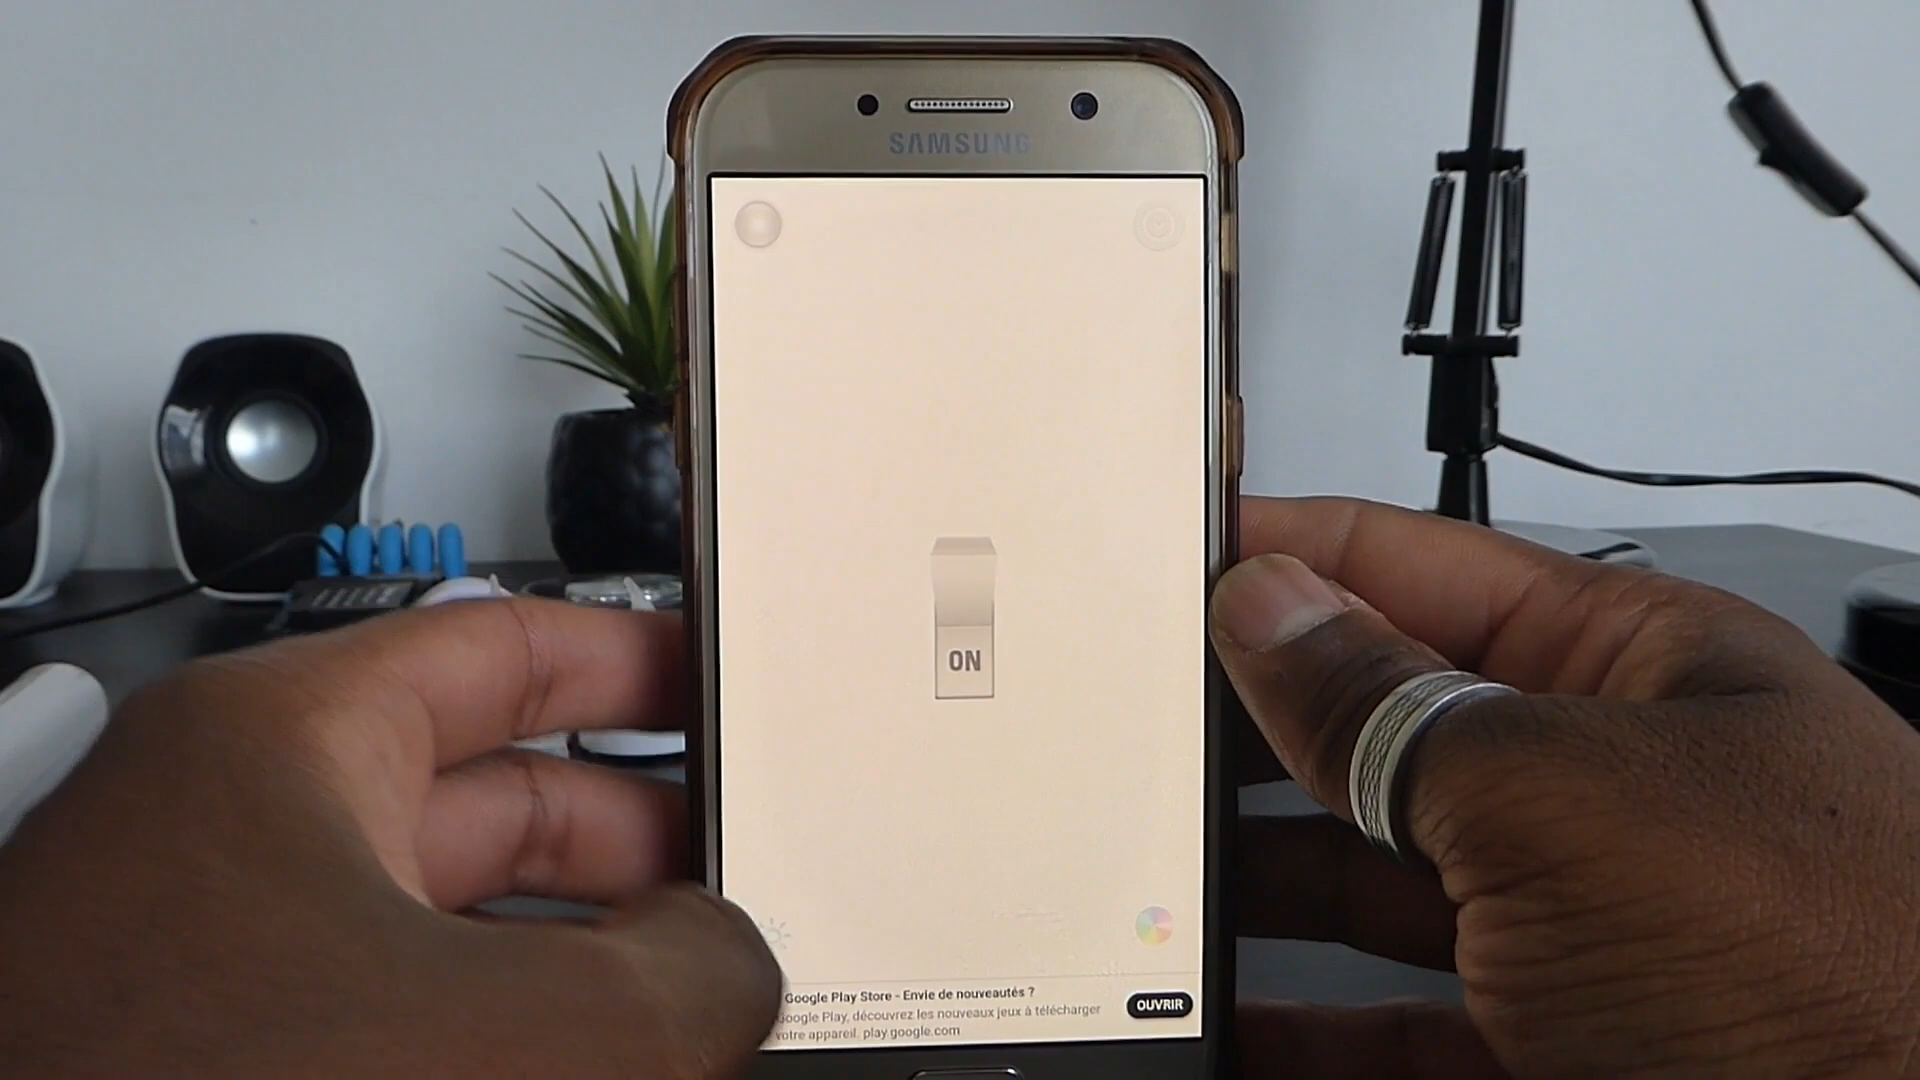 SAMSUNG
ON
Google Play Store - Envie de nouveautés ?
Google Play, découvrez les nouveaux jeux à télécharger
votre appareil. play.google.com
OUVRIR